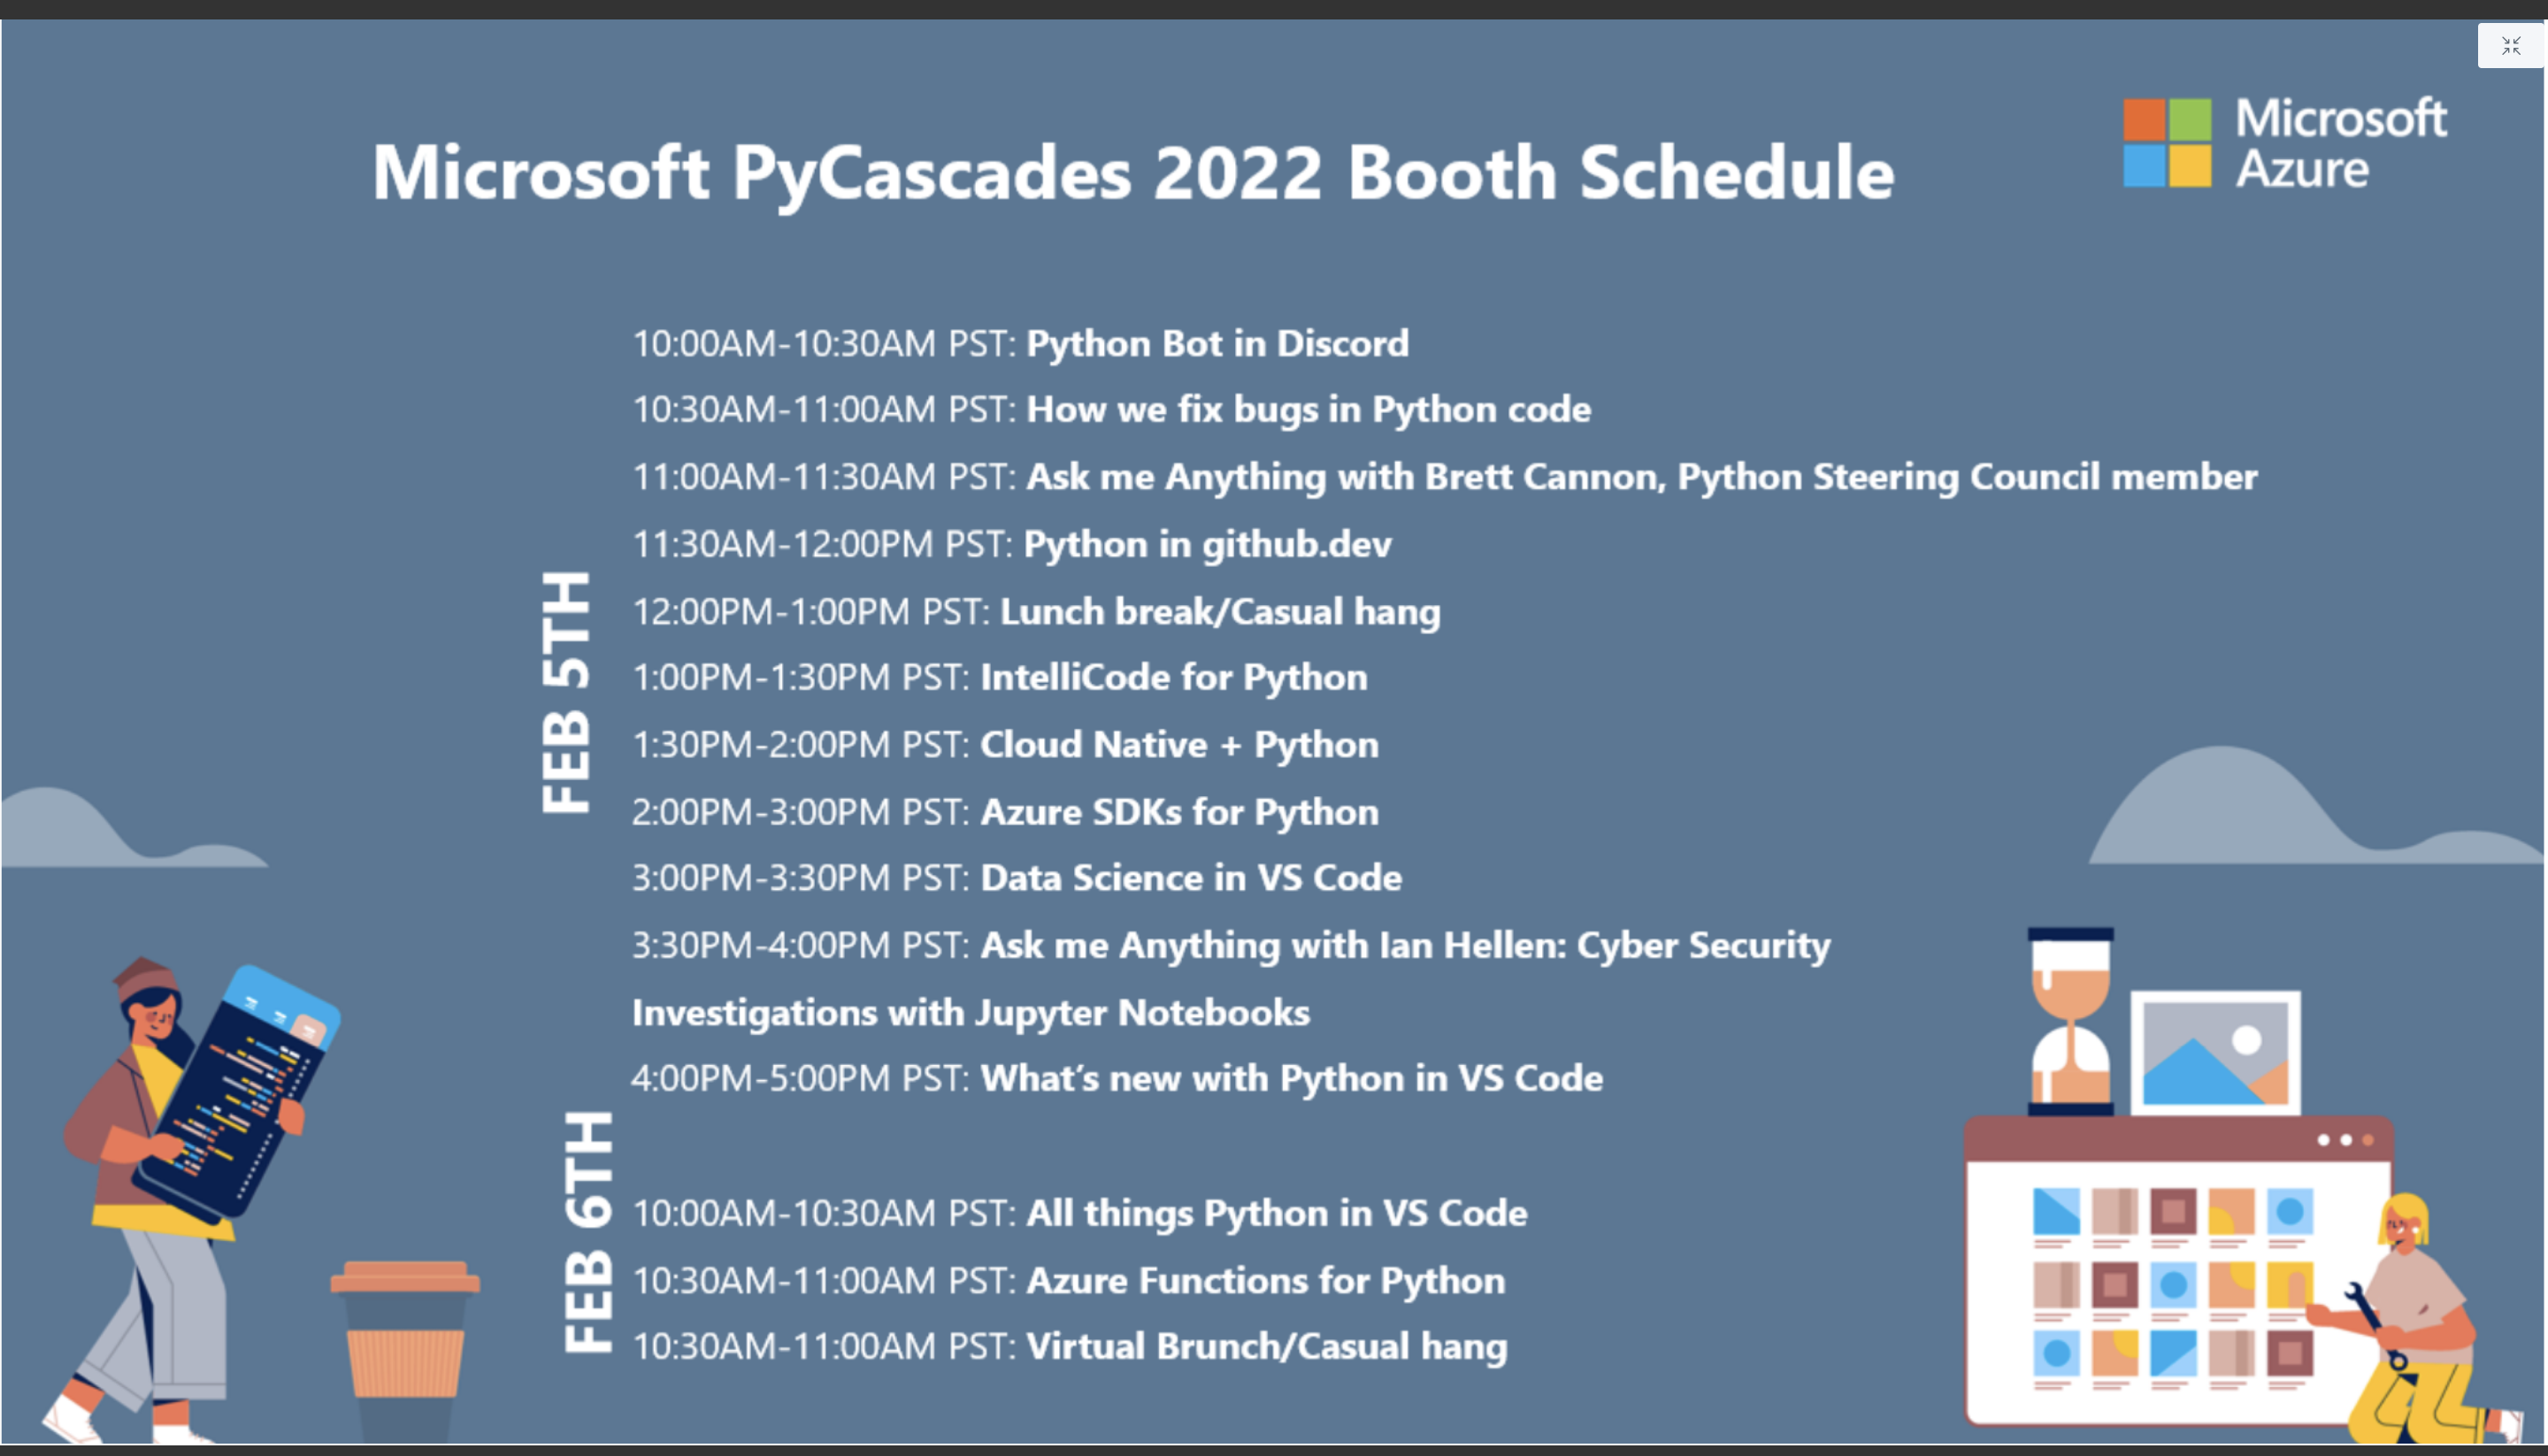 Microsoft PyCascades 2022 Booth Schedule
Microsoft
Azure
FEB 5TH
10:00AM-10:30AM PST: Python Bot in Discord
10:30AM-11:00AM PST: How we fix bugs in Python code
11:00AM-11:30AM PST: Ask me Anything with Brett Cannon, Python Steering Council member
11:30AM-12:00PM PST: Python in github.dev
12:00PM-1:00PM PST: Lunch break/Casual hang
1:00PM-1:30PM PST: IntelliCode for Python
1:30PM-2:00PM PST: Cloud Native + Python
2:00PM-3:00PM PST: Azure SDKs for Python
3:00PM-3:30PM PST: Data Science in VS Code
3:30PM-4:00PM PST: Ask me Anything with Ian Hellen: Cyber Security
Investigations with Jupyter Notebooks
4:00PM-5:00PM PST: What’s new with Python in VS Code
FEB 6TH
10:00AM-10:30AM PST: All things Python in VS Code
10:30AM-11:00AM PST: Azure Functions for Python
10:30AM-11:00AM PST: Virtual Brunch/Casual hang